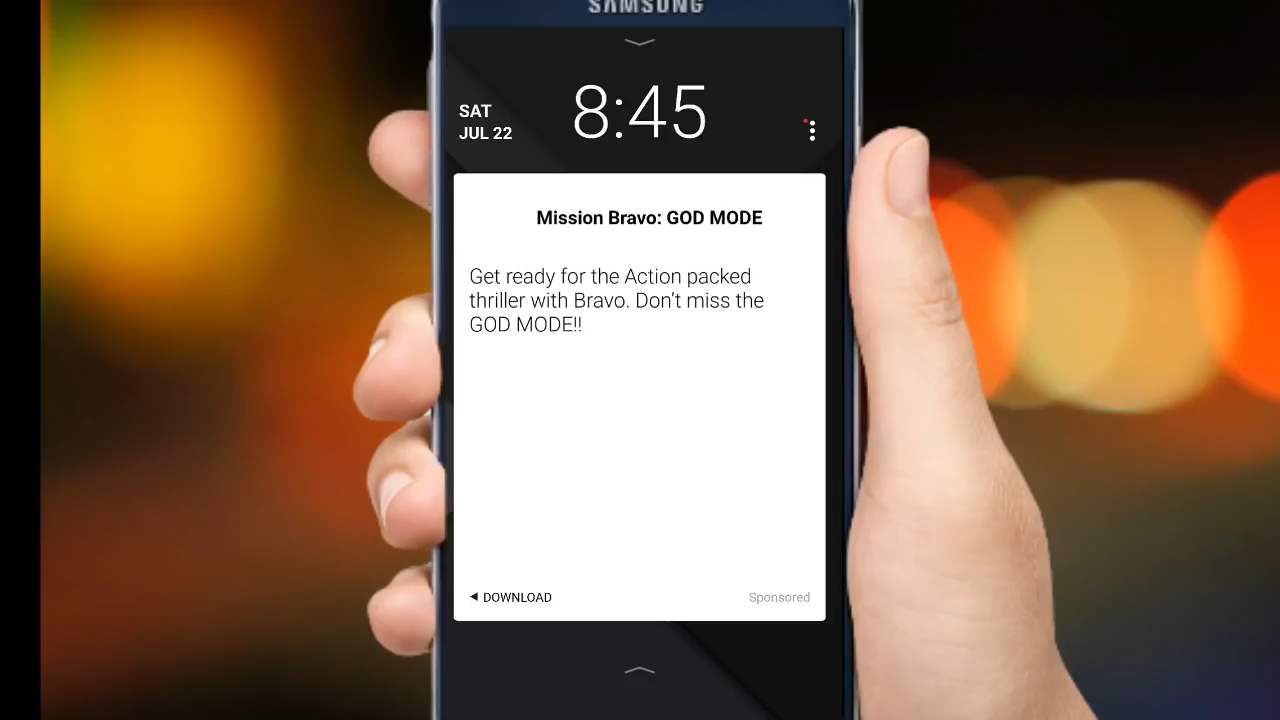 SAMSUNG
SAT
JUL 22
8:45
Mission Bravo: GOD MODE
Get ready for the Action packed
thriller with Bravo. Don't miss the
GOD MODE!!
DOWNLOAD
Sponsored